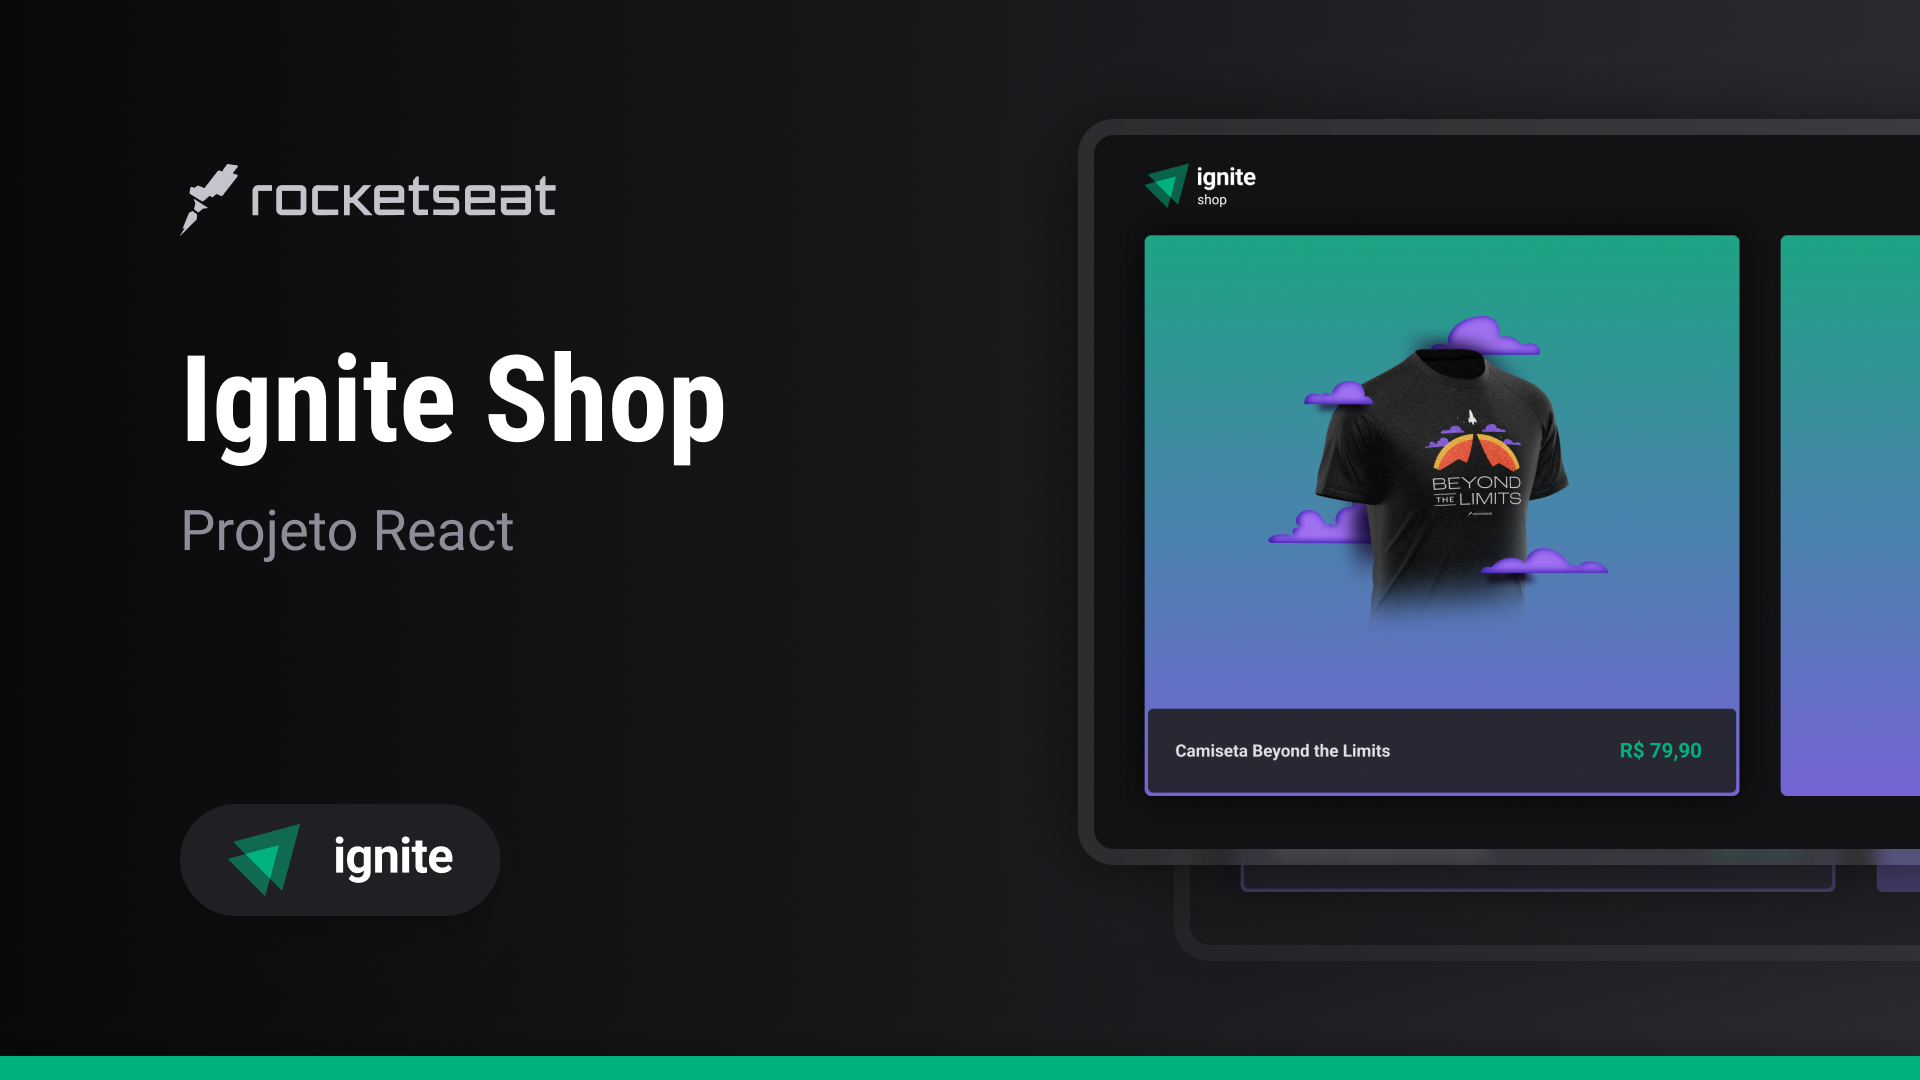 rocketseat
Ignite Shop
Projeto React
ignite
ignite
shop
BEYOND
THE LIMITS
Camiseta Beyond the Limits
R$ 79,90